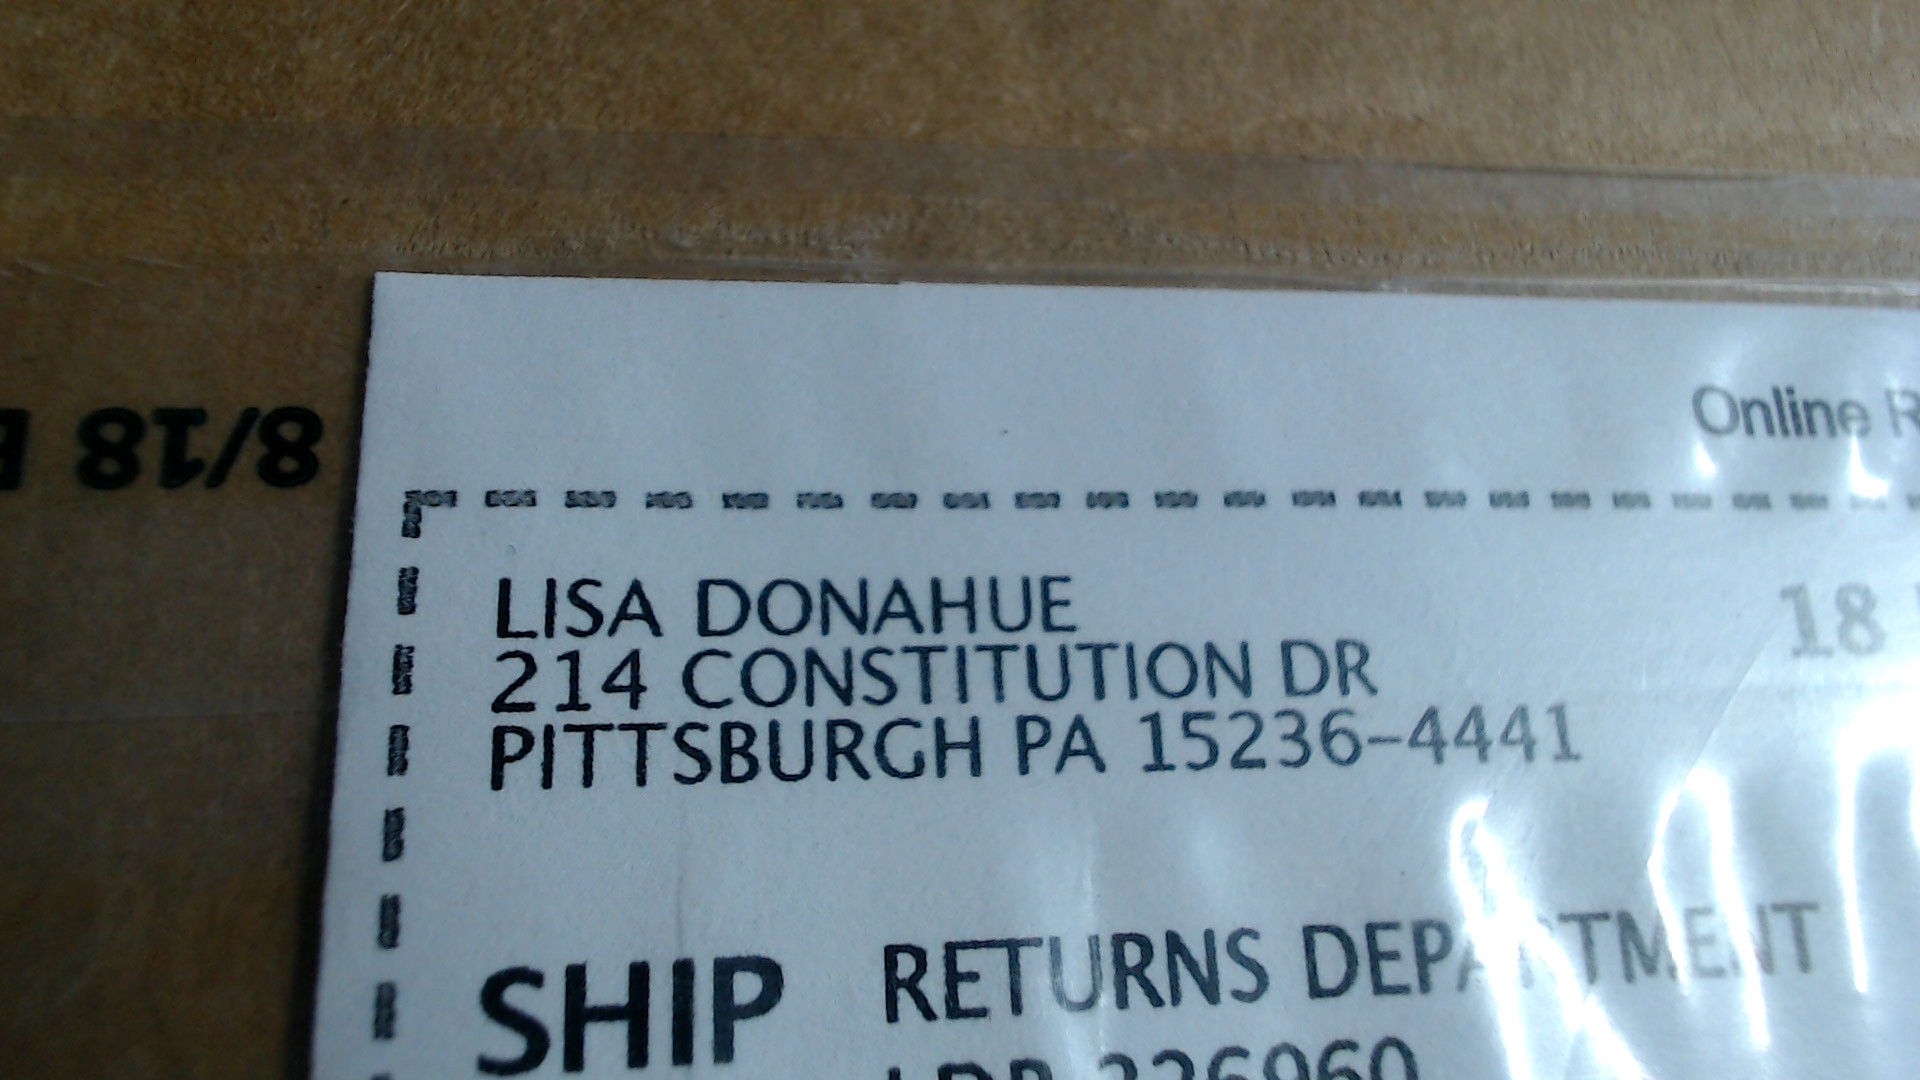 Online
8/18
LISA DONAHUE
18
214 CONSTITUTION DR
PITTSBURGH PA 15236-4441
SHIP RETURNS DEPARTMENT